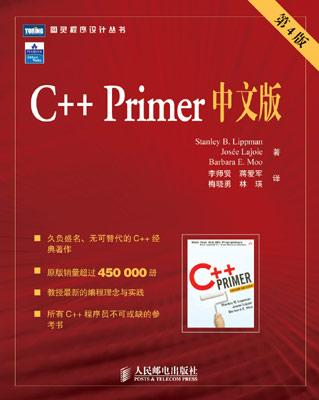 TURING
图灵程序设计丛书
第4版
C++ Primer 中文版
Stanley B. Lippman
Josée Lajoie 著
Barbara E. Moo
李师贤 蒋爱军
梅晓勇 林 瑛 译
久负盛名、无可替代的 C++ 经
典著作
原版销量超过 450 000 册
教授最新的编程理念与实践
所有 C++ 程序员不可或缺的参
考书
C++
PRIMER
人民邮电出版社
POSTS & TELECOM PRESS